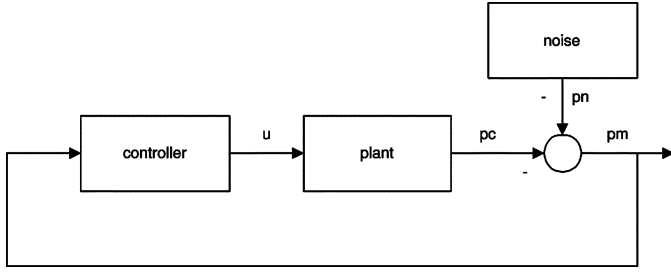 noise
- pn
controller
u
plant
pc
-
pm